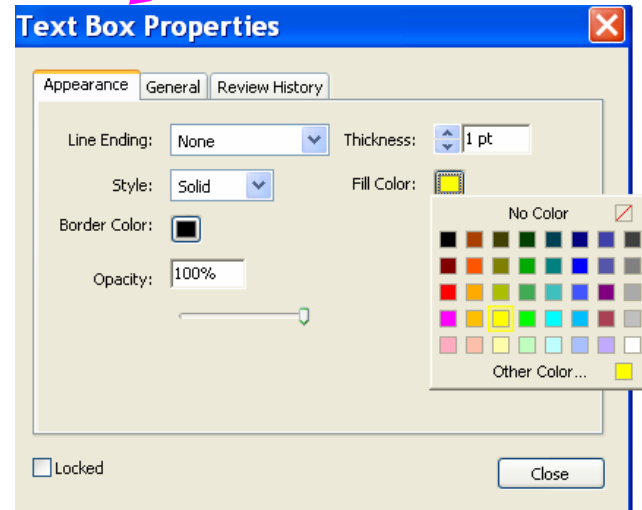 Text Box Properties
Appearance General Review History
Line Ending: None Thickness: 1 pt
Style: Solid Fill Color:
No Color
Border Color:
Opacity: 100%
Other Color...
Locked Close